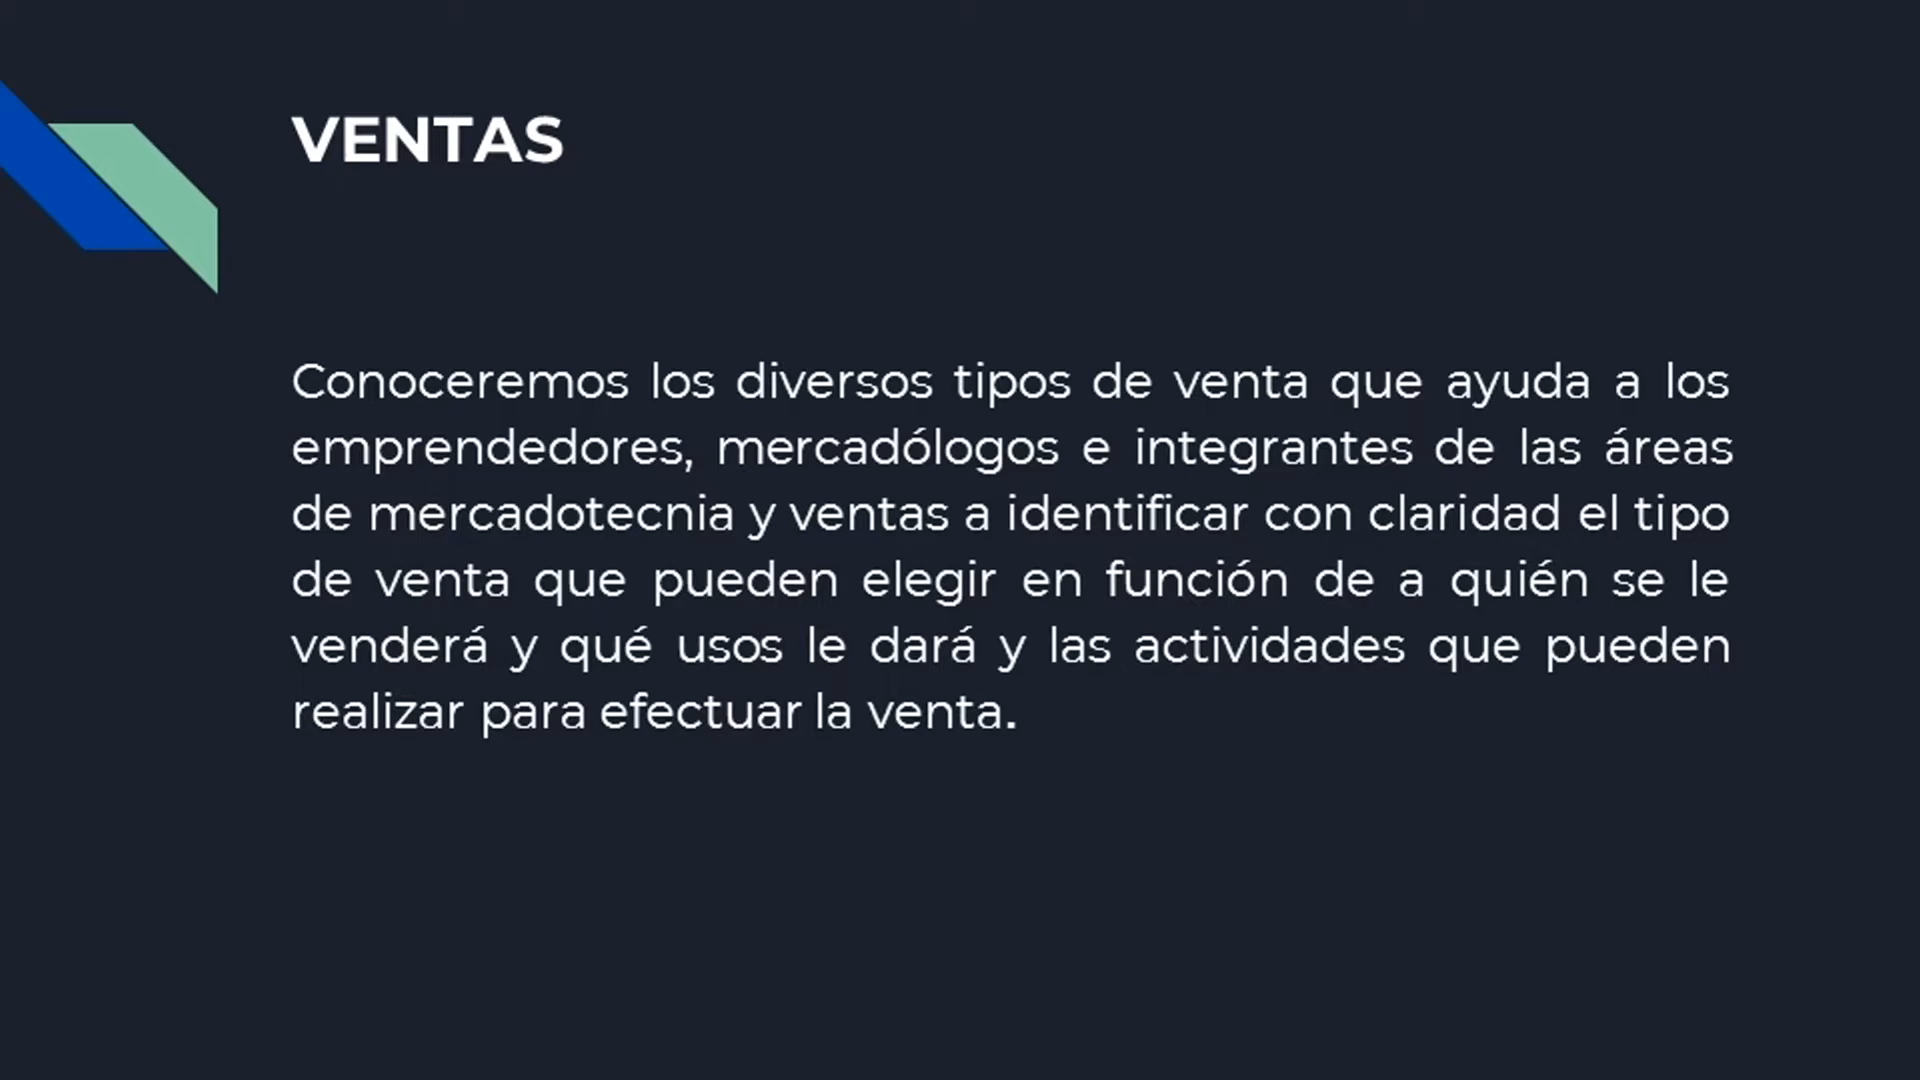 VENTAS
Conoceremos los diversos tipos de venta que ayuda a los
emprendedores, mercadólogos e integrantes de las áreas
de mercadotecnia y ventas a identificar con claridad el tipo
de venta que pueden elegir en función de a quién se le
venderá y qué usos le dará y las actividades que pueden
realizar para efectuar la venta.